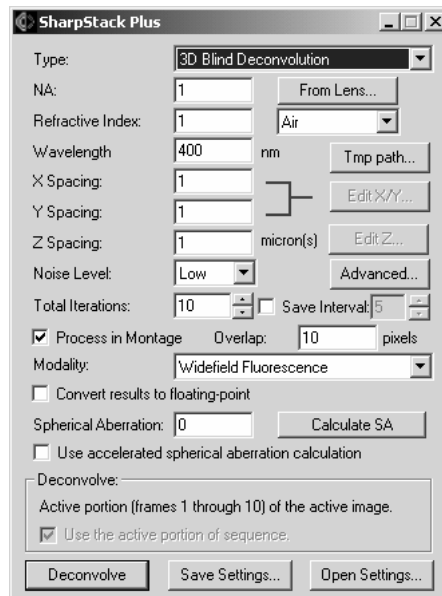 SharpStack Plus
Type: 3D Blind Deconvolution
NA: 1 From Lens...
Refractive Index: 1 Air
Wavelength 400 nm Tmp path...
X Spacing: 1 Edit X/Y...
Y Spacing: 1
Z Spacing: 1 micron(s) Edit Z...
Noise Level: Low Advanced...
Total Iterations: 10 Save Interval: 5
Process in Montage Overlap: 10 pixels
Modality: Widefield Fluorescence
Convert results to floating-point
Spherical Aberration: 0 Calculate SA
Use accelerated spherical aberration calculation
Deconvolve:
Active portion (frames 1 through 10) of the active image.
Use the active portion of sequence.
Deconvolve Save Settings... Open Settings...